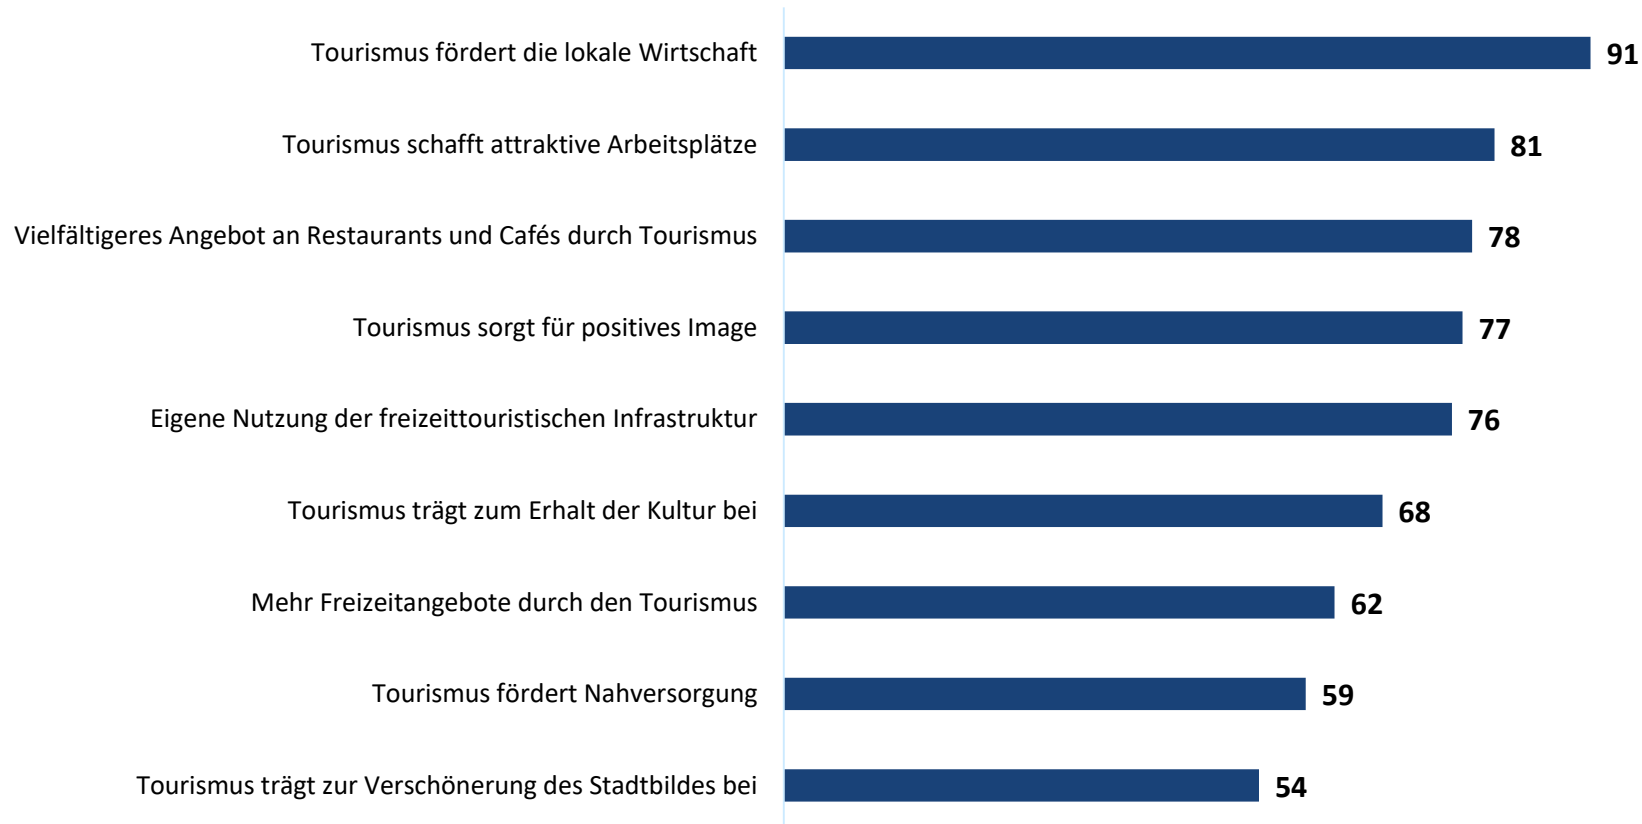 Tourismus fördert die lokale Wirtschaft 91
Tourismus schafft attraktive Arbeitsplätze 81
Vielfältigeres Angebot an Restaurants und Cafés durch Tourismus 78
Tourismus sorgt für positives Image 77
Eigene Nutzung der freizeittouristischen Infrastruktur 76
Tourismus trägt zum Erhalt der Kultur bei 68
Mehr Freizeitangebote durch den Tourismus 62
Tourismus fördert Nahversorgung 59
Tourismus trägt zur Verschönerung des Stadtbildes bei 54